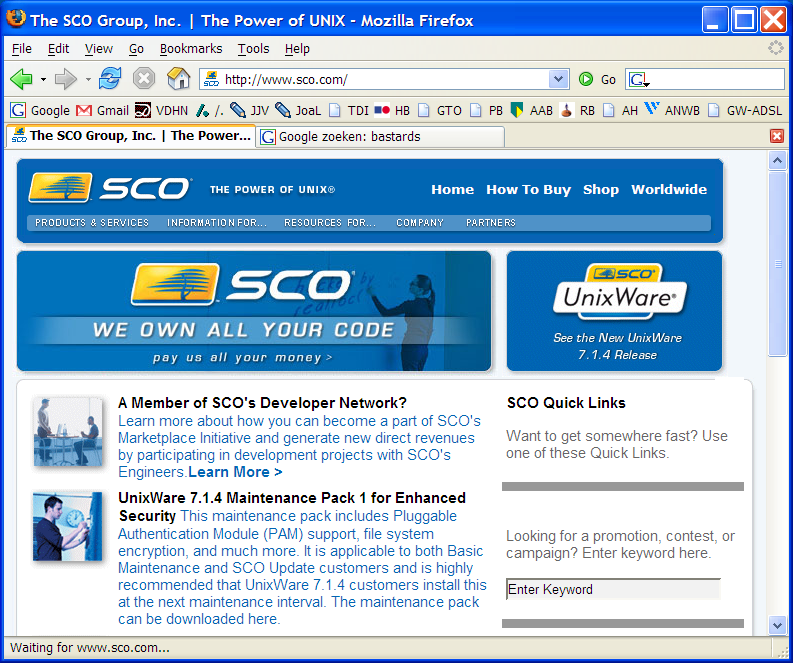 The SCO Group, Inc. | The Power of UNIX - Mozilla Firefox
File Edit View Go Bookmarks Tools Help
http://www.sco.com/ Go G
G Google Gmail VDHN /. JJV JoaL TDI HB GTO PB AAB RB AH ANWB GW-ADSL
The SCO Group, Inc. | The Power... G Google zoeken: bastards
SCO THE POWER OF UNIX® Home How To Buy Shop Worldwide
PRODUCTS & SERVICES INFORMATION FOR... RESOURCES FOR... COMPANY PARTNERS
SCO®
WE OWN ALL YOUR CODE
pay us all your money >
SCO
UnixWare®
See the New UnixWare
7.1.4 Release
A Member of SCO's Developer Network?
Learn more about how you can become a part of SCO's
Marketplace Initiative and generate new direct revenues
by participating in development projects with SCO's
Engineers.Learn More >
UnixWare 7.1.4 Maintenance Pack 1 for Enhanced
Security This maintenance pack includes Pluggable
Authentication Module (PAM) support, file system
encryption, and much more. It is applicable to both Basic
Maintenance and SCO Update customers and is highly
recommended that UnixWare 7.1.4 customers install this
at the next maintenance interval. The maintenance pack
can be downloaded here.
SCO Quick Links
Want to get somewhere fast? Use
one of these Quick Links.
Looking for a promotion, contest, or
campaign? Enter keyword here.
Enter Keyword
Waiting for www.sco.com...